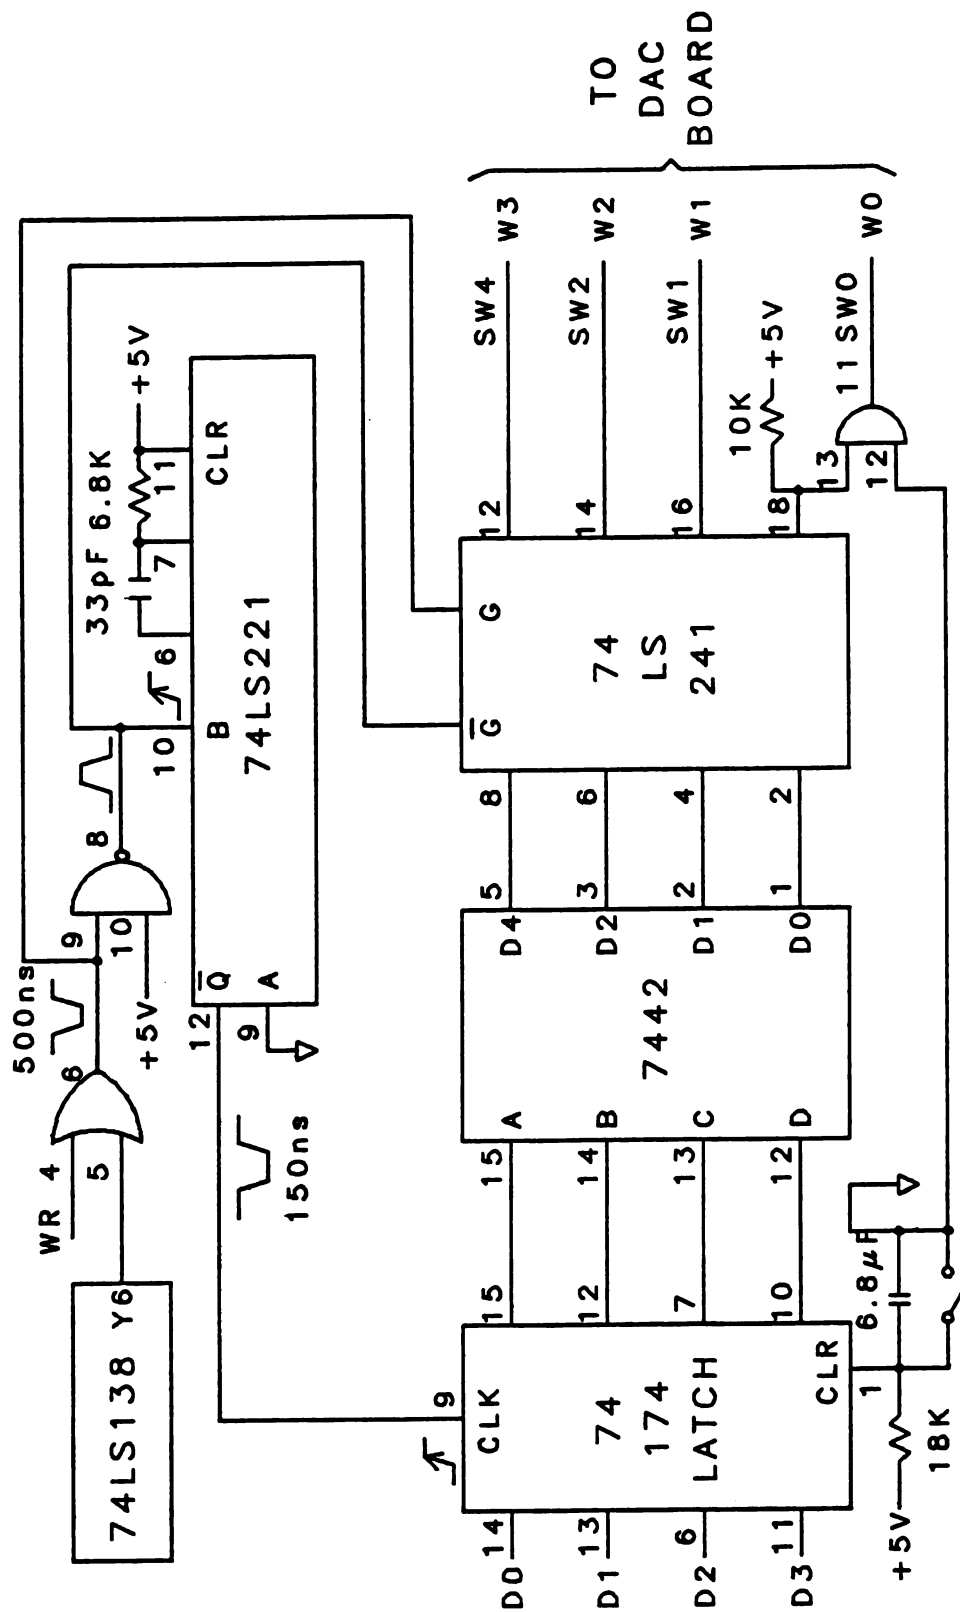 74LS138 Y6
WR 4
5
6
500ns
9
10
+5V
8
10
B
6
7
11
CLR
33pF 6.8K
+5V
74LS221
Q̅
A
12
9
150ns
D0 14
D1 13
D2 6
D3 11
9
CLK
74
174
LATCH
CLR
1
15
12
7
10
+5V
18K
6.8µF
15
14
13
12
A
B
C
D
7442
D4
D2
D1
D0
5
3
2
1
8
6
4
2
G̅
G
74
LS
241
12
14
16
18
10K
+5V
13
12
11 SW0 W0
SW4 W3
SW2 W2
SW1 W1
TO
DAC
BOARD